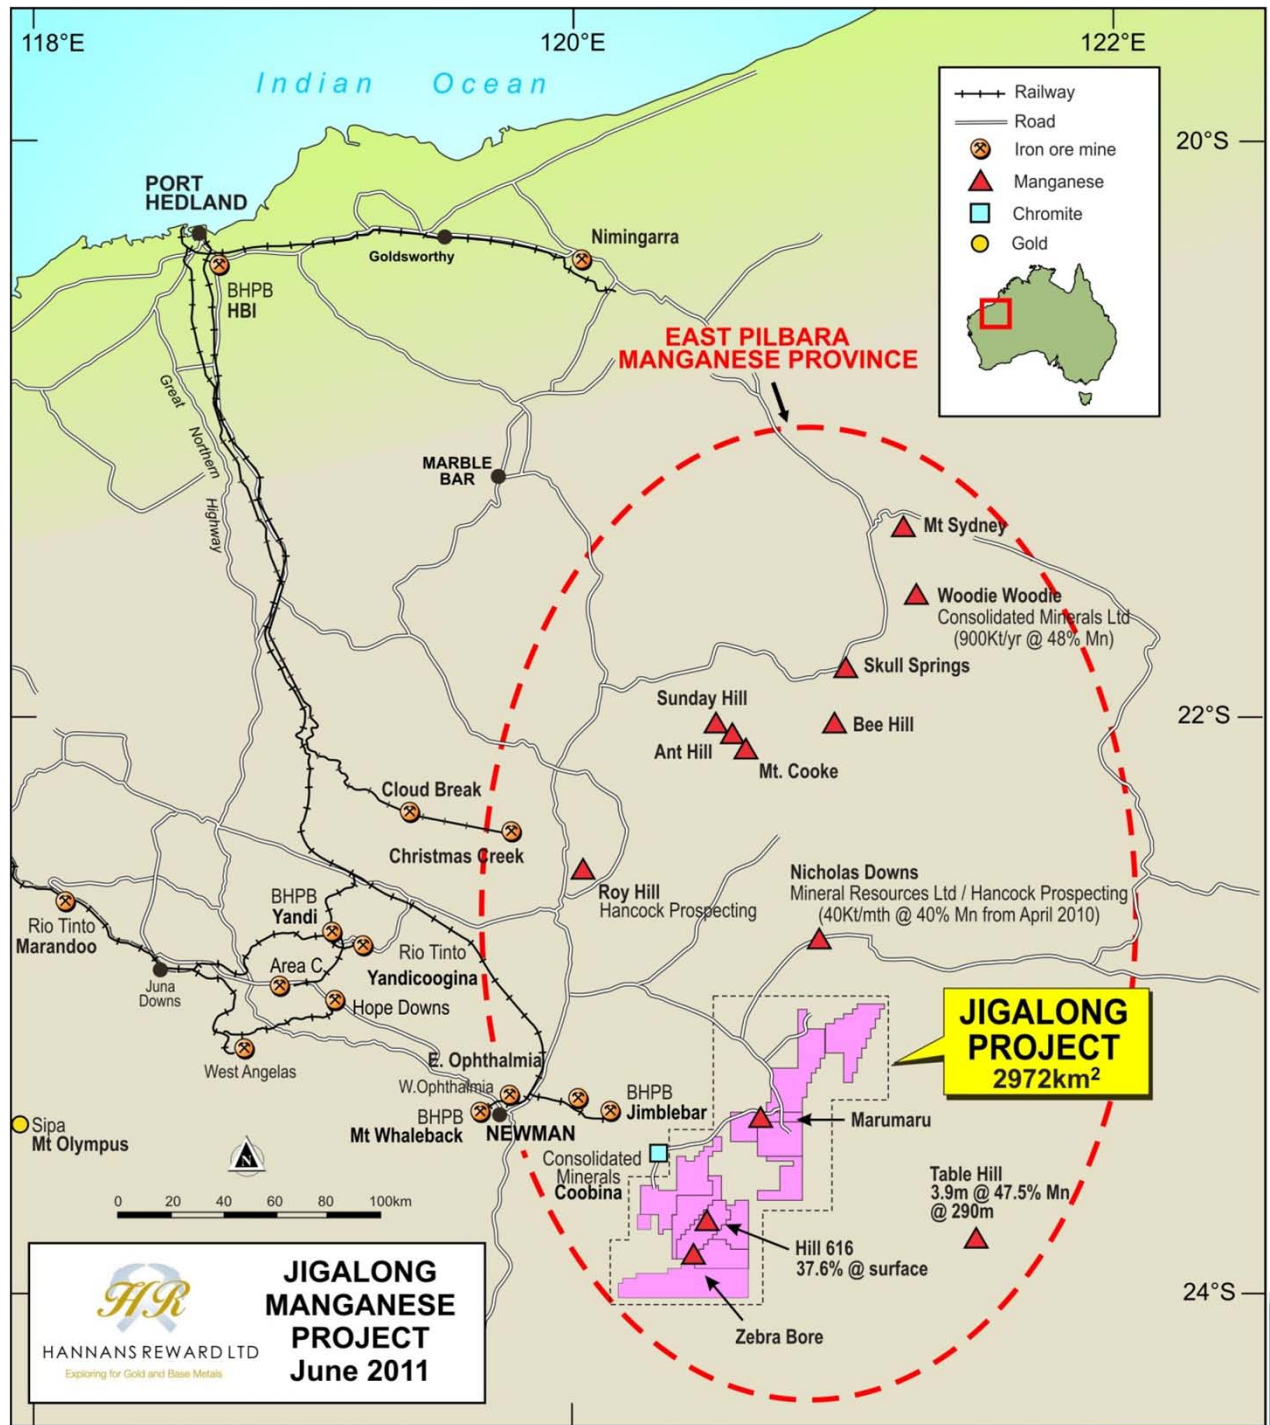 118°E
120°E
122°E
Indian Ocean
Railway
Road
Iron ore mine
Manganese
Chromite
Gold
20°S
PORT
HEDLAND
Goldsworthy
Nimingarra
BHPB
HBI
EAST PILBARA
MANGANESE PROVINCE
Great Northern Highway
MARBLE
BAR
Mt Sydney
Woodie Woodie
Consolidated Minerals Ltd
(900Kt/yr @ 48% Mn)
Skull Springs
Sunday Hill
22°S
Bee Hill
Ant Hill
Mt. Cooke
Cloud Break
Christmas Creek
Roy Hill
Hancock Prospecting
Nicholas Downs
Mineral Resources Ltd / Hancock Prospecting
(40Kt/mth @ 40% Mn from April 2010)
BHPB
Yandi
Rio Tinto
Marandoo
Rio Tinto
Yandicoogina
Area C
Juna
Downs
Hope Downs
West Angelas
E. Ophthalmia
W.Ophthalmia
BHPB
Mt Whaleback
NEWMAN
BHPB
Jimblebar
JIGALONG
PROJECT
2972km²
Marumaru
Sipa
Mt Olympus
N
Consolidated
Minerals
Coobina
Table Hill
3.9m @ 47.5% Mn
@ 290m
0 20 40 60 80 100km
Hill 616
37.6% @ surface
Zebra Bore
24°S
HR
HANNANS REWARD LTD
Exploring for Gold and Base Metals
JIGALONG
MANGANESE
PROJECT
June 2011